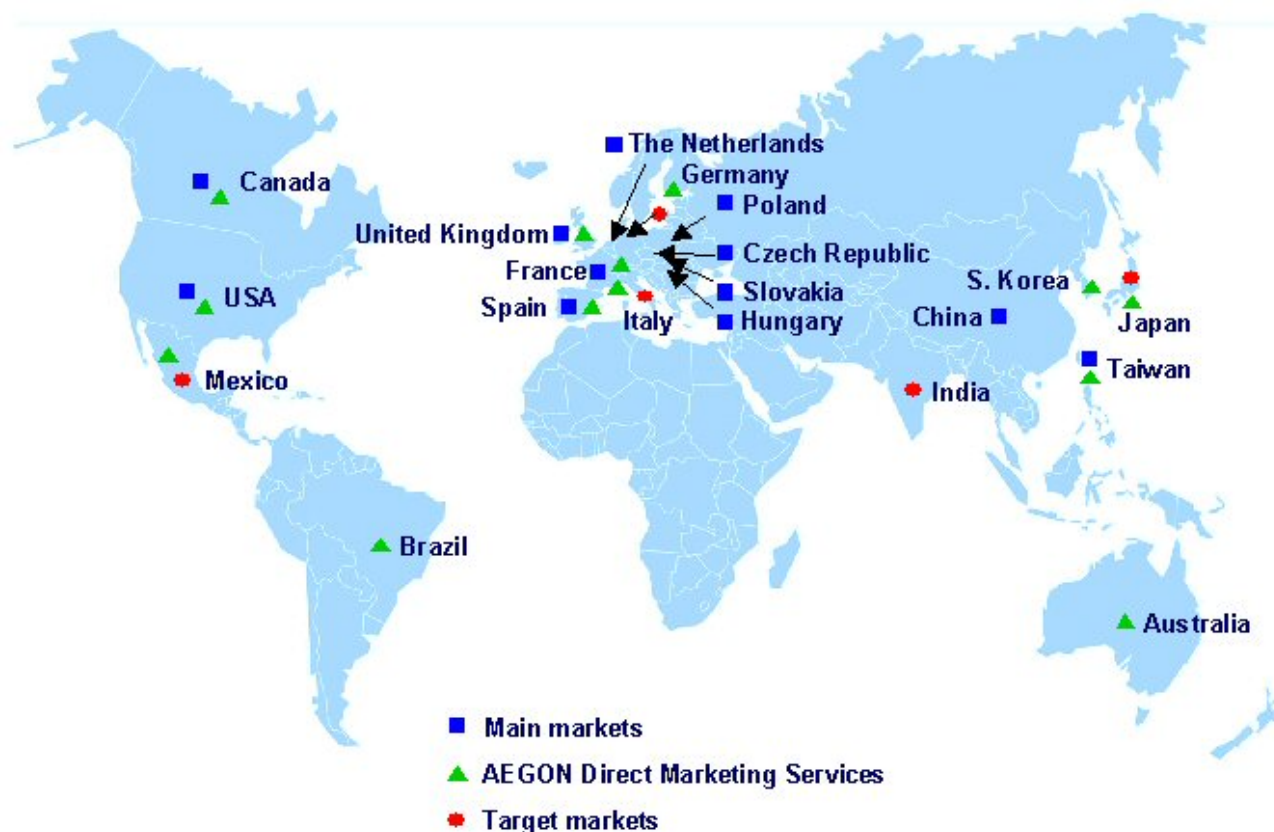 The Netherlands
Germany
Canada
Poland
United Kingdom
Czech Republic
France
S. Korea
USA
Spain
Slovakia
Italy
Hungary
China
Japan
Taiwan
Mexico
India
Brazil
Australia
Main markets
AEGON Direct Marketing Services
Target markets